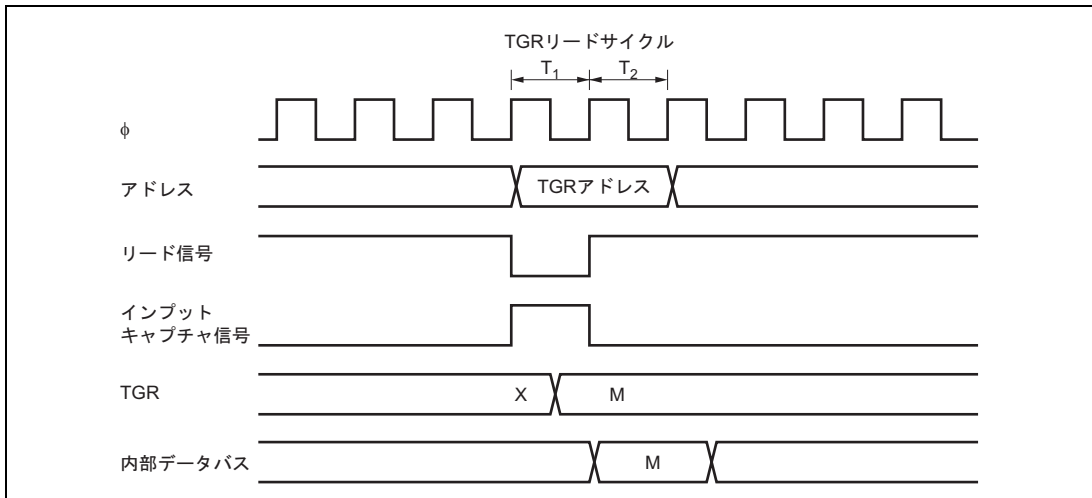 TGRリードサイクル
T1 T2
φ
アドレス TGRアドレス
リード信号
インプット
キャプチャ信号
TGR X M
内部データバス M